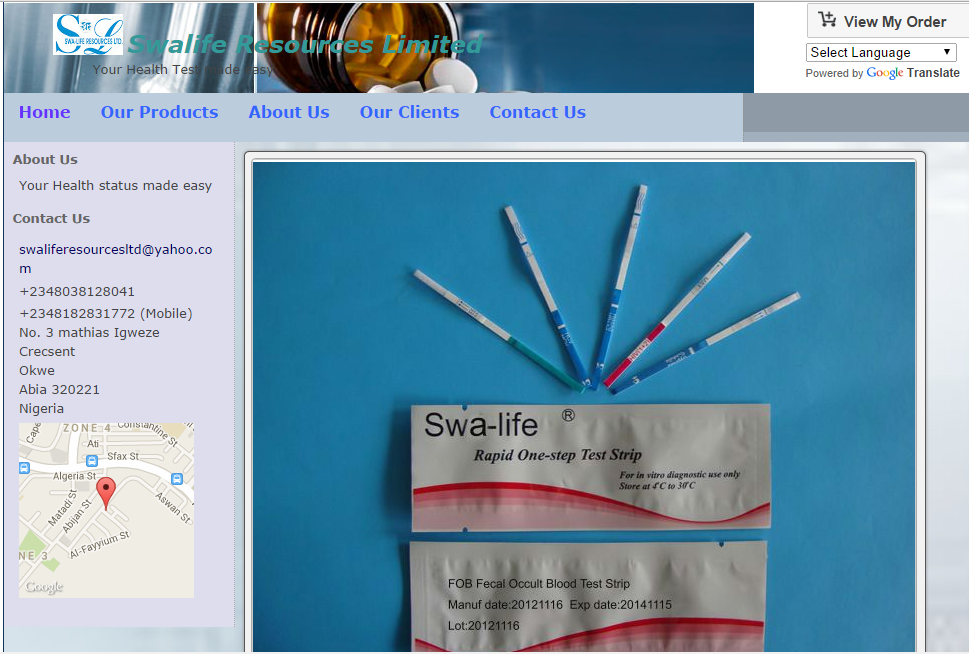 SWA-LIFE RESOURCES LTD.
Swalife Resources Limited
Your Health Test made easy
View My Order
Select Language
Powered by Google Translate
Home
Our Products
About Us
Our Clients
Contact Us
About Us
Your Health status made easy
Contact Us
swaliferesourcesltd@yahoo.co
m
+2348038128041
+2348182831772 (Mobile)
No. 3 mathias Igweze
Crecsent
Okwe
Abia 320221
Nigeria
ZONE 4
Constantine St
Cape
Ati
Sfax St
Algeria St
Matadi St
Abijan St
Aswan St
Al-Fayyium St
NE 3
Google
Swa-life ®
Rapid One-step Test Strip
For in vitro diagnostic use only
Store at 4°C to 30°C
FOB Fecal Occult Blood Test Strip
Manuf date:20121116 Exp date:20141115
Lot:20121116